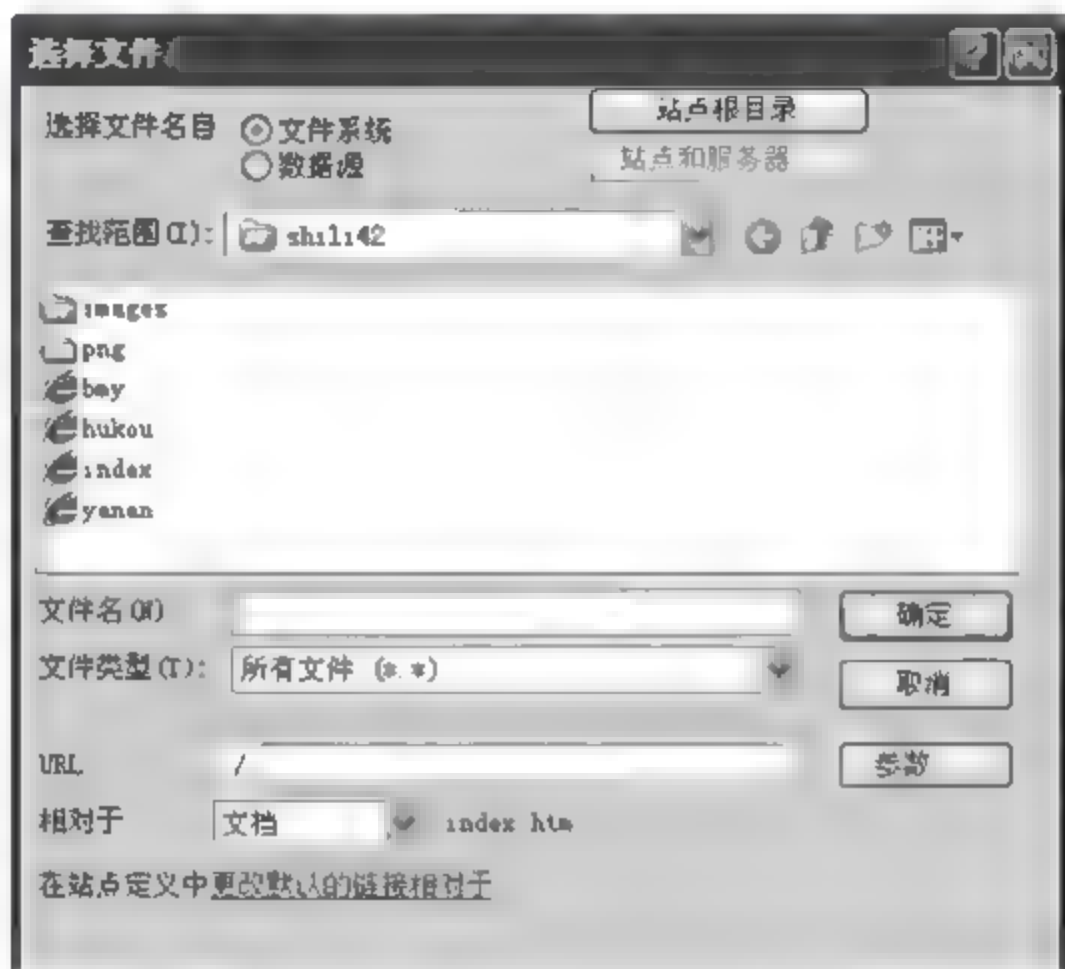 选择文件
选择文件名自 文件系统 站点根目录
数据源 站点和服务器
查找范围(I): shili42
images
png
bmy
hukou
index
yanan
文件名(N) 确定
文件类型(T): 所有文件 (*.*)
取消
URL / 参数
相对于 文档 index htm
在站点定义中更改默认的链接相对于